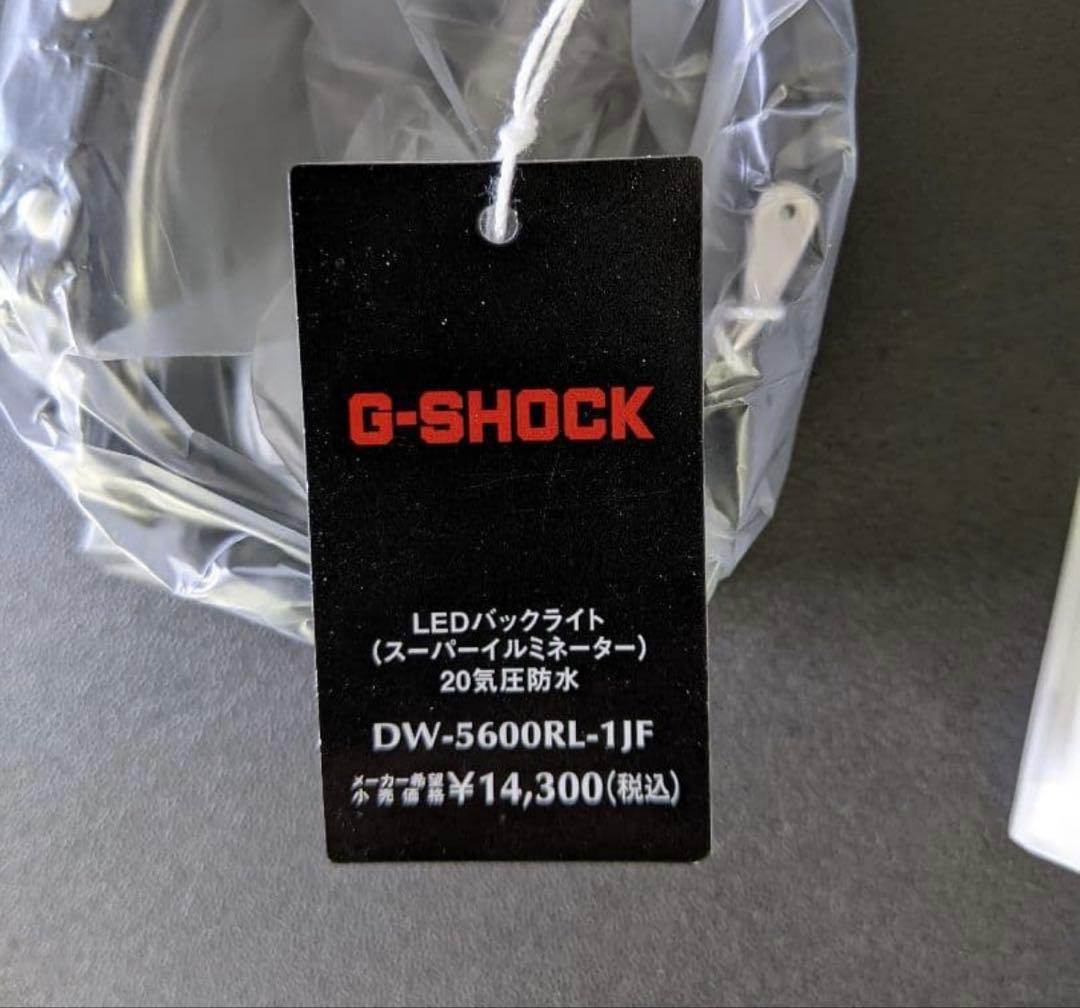 G-SHOCK
LEDバックライト
（スーパーイルミネーター）
20気圧防水
DW-5600RL-1JF
メーカー希望小売価格¥14,300（税込）